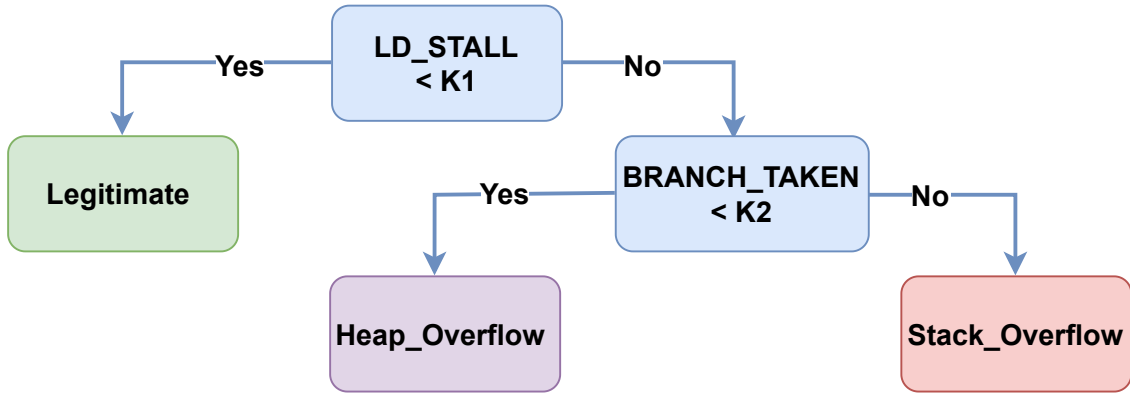 LD_STALL
< K1
Yes
No
Legitimate
BRANCH_TAKEN
< K2
Yes
No
Heap_Overflow
Stack_Overflow